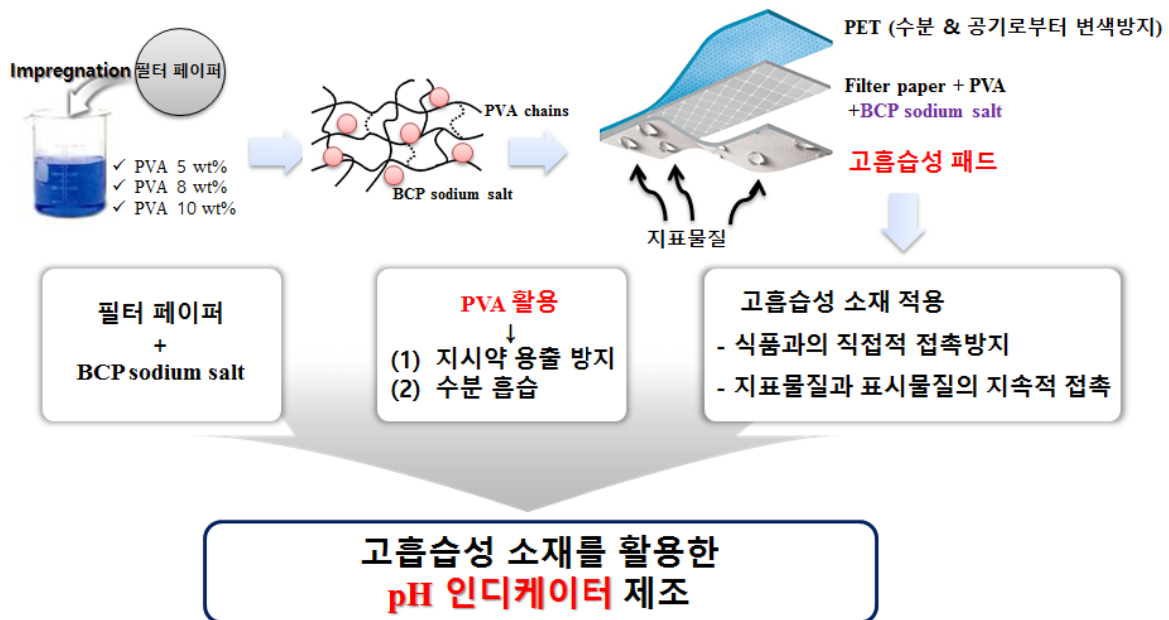 Impregnation
필터 페이퍼
✓ PVA 5 wt%
✓ PVA 8 wt%
✓ PVA 10 wt%
PVA chains
BCP sodium salt
PET (수분 & 공기로부터 변색방지)
Filter paper + PVA
+BCP sodium salt
고흡습성 패드
지표물질
필터 페이퍼
+
BCP sodium salt
PVA 활용
↓
(1) 지시약 용출 방지
(2) 수분 흡습
고흡습성 소재 적용
- 식품과의 직접적 접촉방지
- 지표물질과 표시물질의 지속적 접촉
고흡습성 소재를 활용한
pH 인디케이터 제조